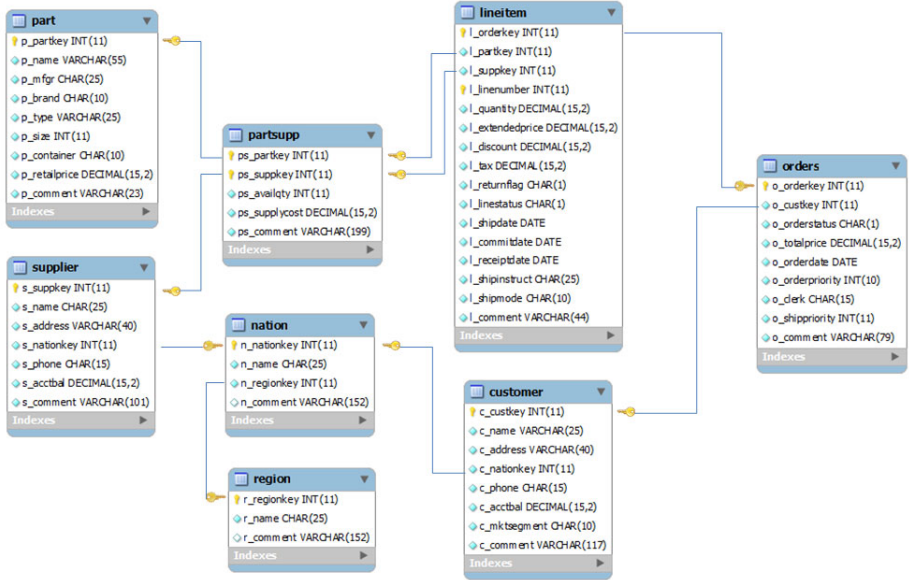 part
p_partkey INT(11)
p_name VARCHAR(55)
p_mfgr CHAR(25)
p_brand CHAR(10)
p_type VARCHAR(25)
p_size INT(11)
p_container CHAR(10)
p_retailprice DECIMAL(15,2)
p_comment VARCHAR(23)
Indexes
supplier
s_suppkey INT(11)
s_name CHAR(25)
s_address VARCHAR(40)
s_nationkey INT(11)
s_phone CHAR(15)
s_acctbal DECIMAL(15,2)
s_comment VARCHAR(101)
Indexes
partsupp
ps_partkey INT(11)
ps_suppkey INT(11)
ps_availqty INT(11)
ps_supplycost DECIMAL(15,2)
ps_comment VARCHAR(199)
Indexes
nation
n_nationkey INT(11)
n_name CHAR(25)
n_regionkey INT(11)
n_comment VARCHAR(152)
Indexes
region
r_regionkey INT(11)
r_name CHAR(25)
r_comment VARCHAR(152)
Indexes
lineitem
l_orderkey INT(11)
l_partkey INT(11)
l_suppkey INT(11)
l_linenumber INT(11)
l_quantity DECIMAL(15,2)
l_extendedprice DECIMAL(15,2)
l_discount DECIMAL(15,2)
l_tax DECIMAL(15,2)
l_returnflag CHAR(1)
l_linestatus CHAR(1)
l_shipdate DATE
l_commitdate DATE
l_receiptdate DATE
l_shipinstruct CHAR(25)
l_shipmode CHAR(10)
l_comment VARCHAR(44)
Indexes
customer
c_custkey INT(11)
c_name VARCHAR(25)
c_address VARCHAR(40)
c_nationkey INT(11)
c_phone CHAR(15)
c_acctbal DECIMAL(15,2)
c_mktsegment CHAR(10)
c_comment VARCHAR(117)
Indexes
orders
o_orderkey INT(11)
o_custkey INT(11)
o_orderstatus CHAR(1)
o_totalprice DECIMAL(15,2)
o_orderdate DATE
o_orderpriority INT(10)
o_clerk CHAR(15)
o_shippriority INT(11)
o_comment VARCHAR(79)
Indexes